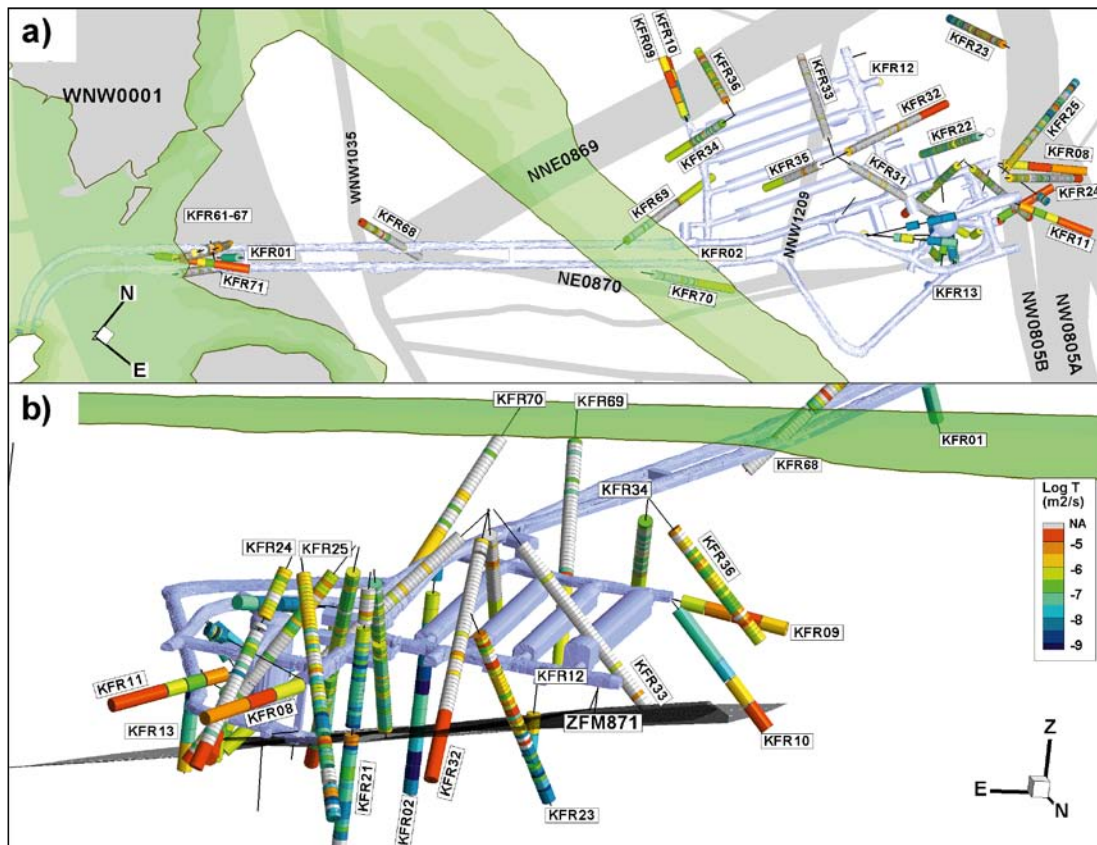 a)
WNW0001
WNW1035
NNE0869
KFR09
KFR10
KFR36
KFR33
KFR12
KFR32
KFR23
KFR25
KFR22
KFR08
KFR24
KFR34
KFR35
KFR31
KFR11
KFR69
KFR61-67
KFR68
KFR01
KFR71
KFR02
NNW1209
NE0870
KFR70
KFR13
NW0805B
NW0805A
N
Z
E
b)
KFR70
KFR69
KFR01
KFR68
KFR34
KFR24
KFR25
KFR36
KFR09
KFR11
KFR08
KFR12
KFR33
KFR13
ZFM871
KFR10
KFR21
KFR02
KFR32
KFR23
Log T
(m2/s)
NA
-5
-6
-7
-8
-9
Z
E
N